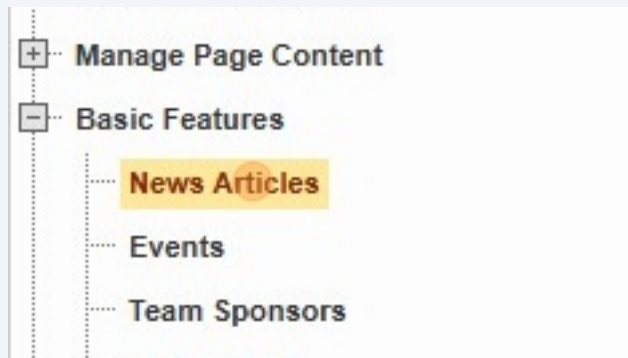 Manage Page Content
Basic Features
News Articles
Events
Team Sponsors